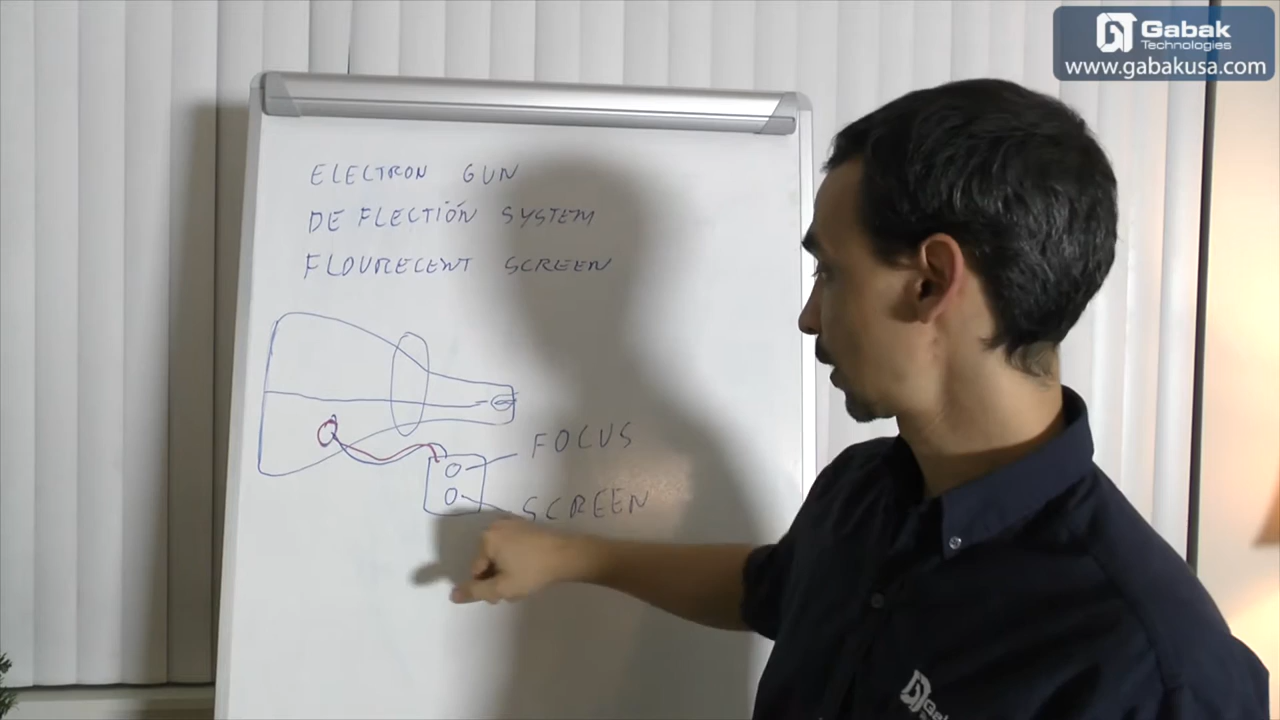 Gabak
Technologies
www.gabakusa.com
ELECTRON GUN
DEFLECTIÓN SYSTEM
FLOURECENT SCREEN
FOCUS
SCREEN